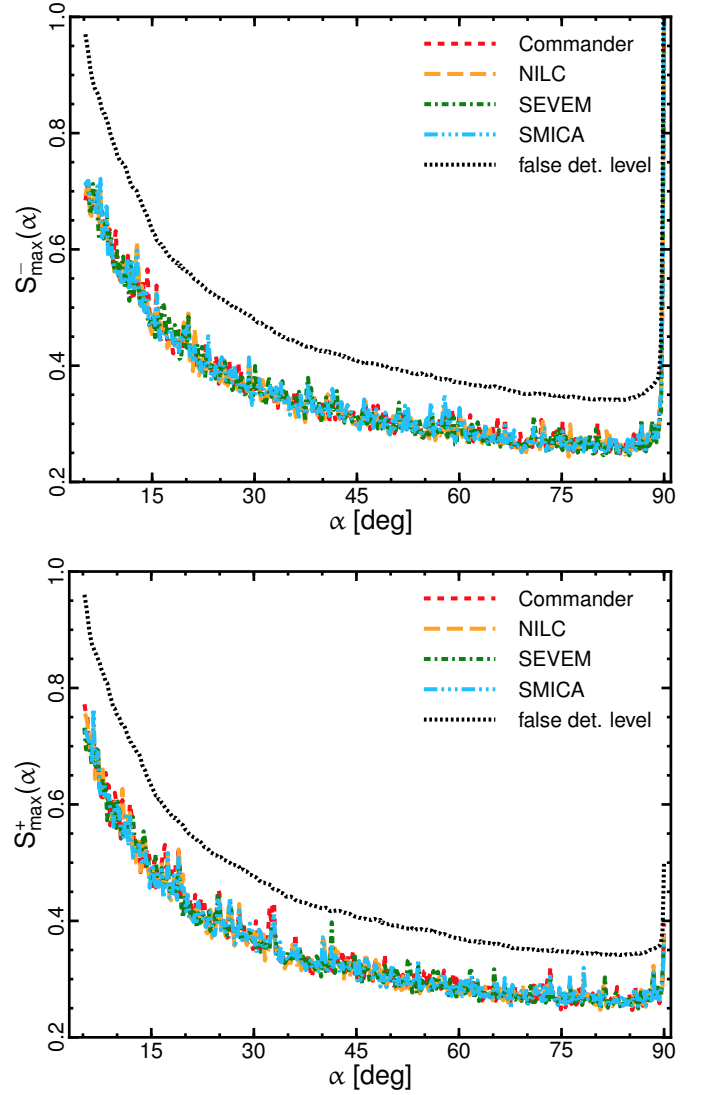 1.0
Commander
NILC
0.8
SEVEM
SMICA
false det. level
S⁻max(α)
0.6
0.4
0.2
15 30 45 60 75 90
α [deg]
1.0
Commander
NILC
SEVEM
0.8
SMICA
false det. level
S⁺max(α)
0.6
0.4
0.2
15 30 45 60 75 90
α [deg]